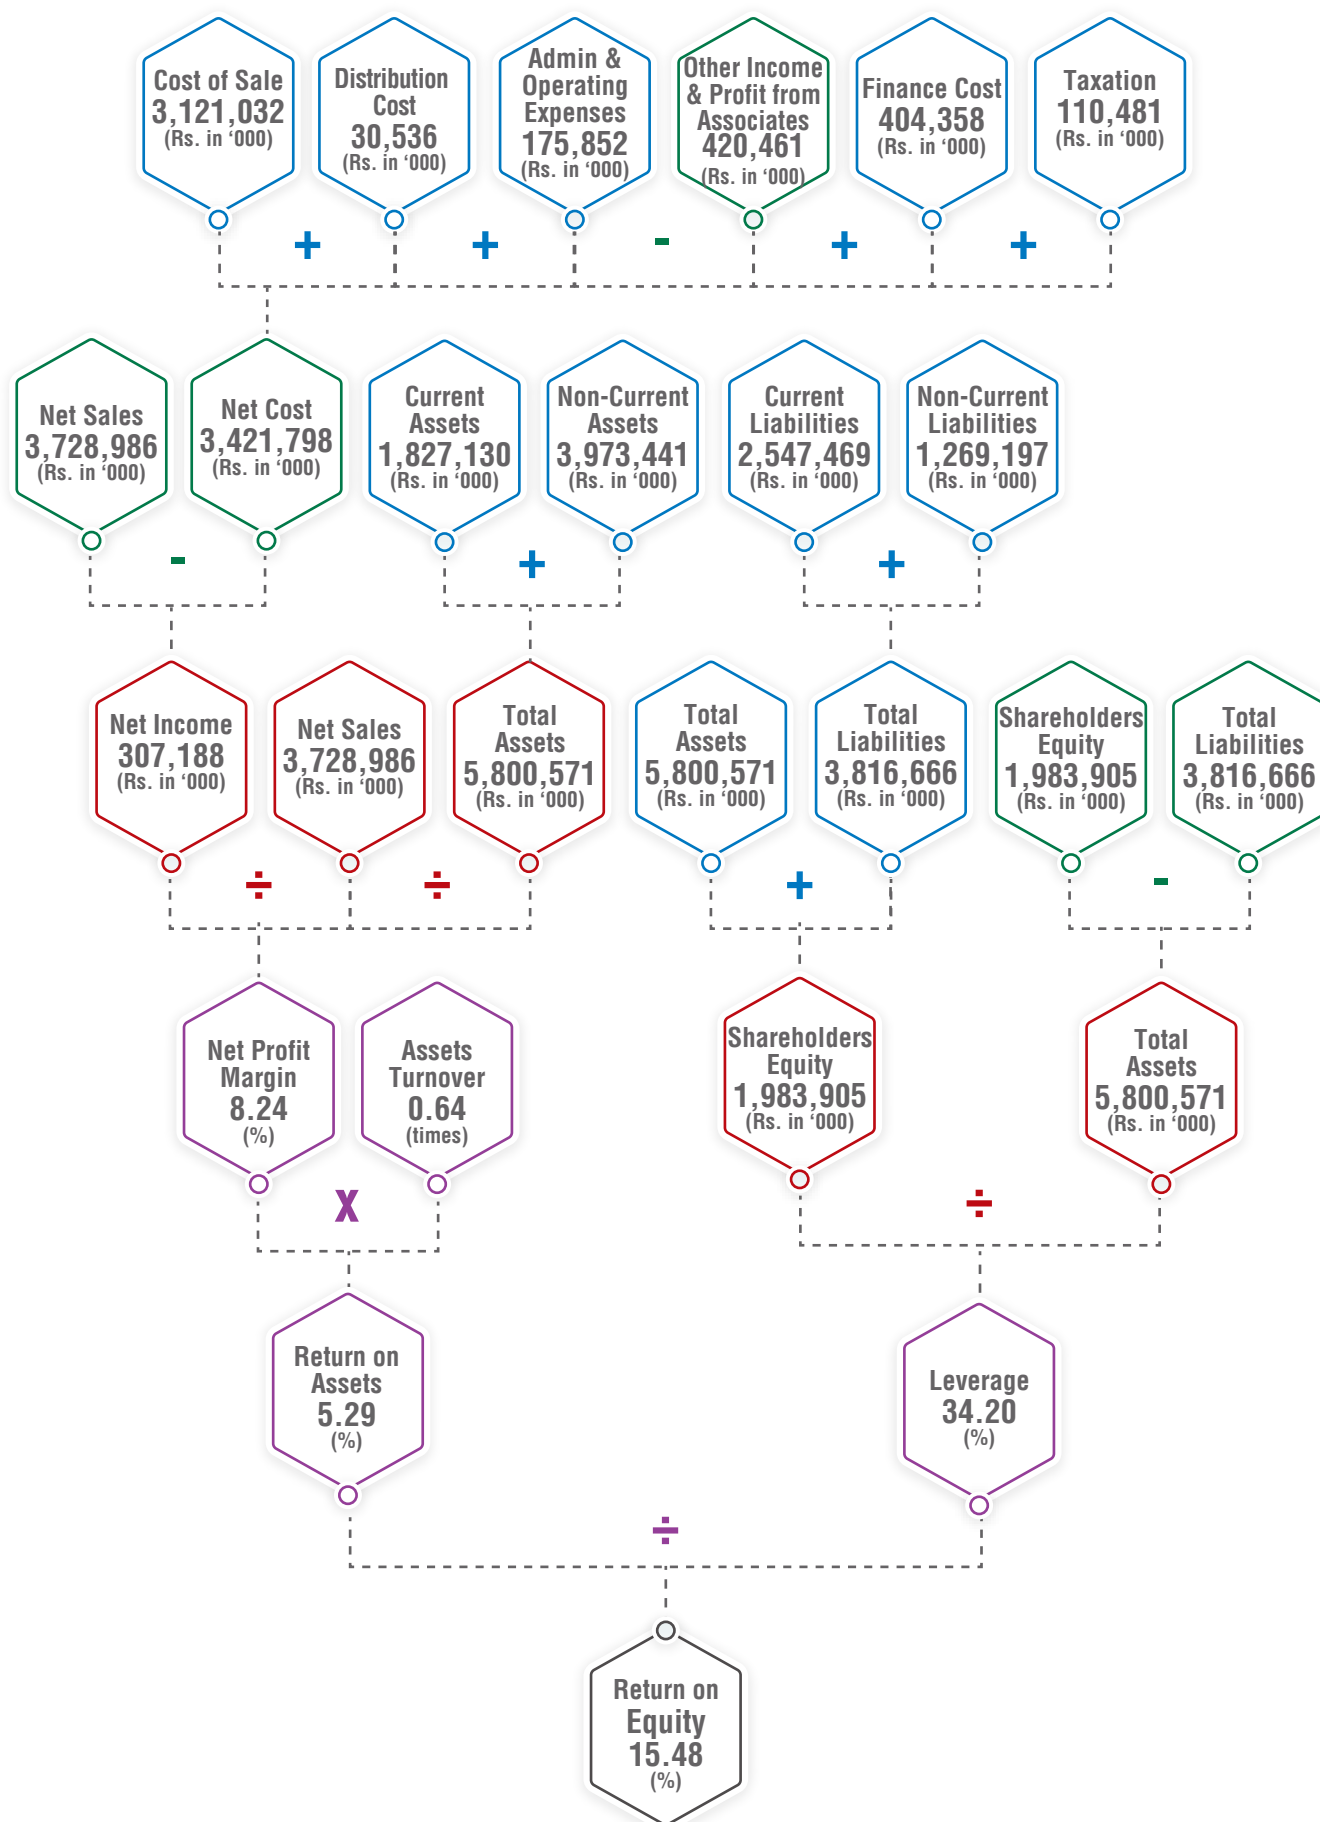 Cost of Sale
3,121,032
(Rs. in ‘000)
Distribution
Cost
30,536
(Rs. in ‘000)
Admin &
Operating
Expenses
175,852
(Rs. in ‘000)
Other Income
& Profit from
Associates
420,461
(Rs. in ‘000)
Finance Cost
404,358
(Rs. in ‘000)
Taxation
110,481
(Rs. in ‘000)
+
+
-
+
+
Net Sales
3,728,986
(Rs. in ‘000)
Net Cost
3,421,798
(Rs. in ‘000)
Current
Assets
1,827,130
(Rs. in ‘000)
Non-Current
Assets
3,973,441
(Rs. in ‘000)
Current
Liabilities
2,547,469
(Rs. in ‘000)
Non-Current
Liabilities
1,269,197
(Rs. in ‘000)
-
+
+
Net Income
307,188
(Rs. in ‘000)
Net Sales
3,728,986
(Rs. in ‘000)
Total
Assets
5,800,571
(Rs. in ‘000)
Total
Assets
5,800,571
(Rs. in ‘000)
Total
Liabilities
3,816,666
(Rs. in ‘000)
Shareholders
Equity
1,983,905
(Rs. in ‘000)
Total
Liabilities
3,816,666
(Rs. in ‘000)
÷
÷
+
-
Net Profit
Margin
8.24
(%)
Assets
Turnover
0.64
(times)
Shareholders
Equity
1,983,905
(Rs. in ‘000)
Total
Assets
5,800,571
(Rs. in ‘000)
X
÷
Return on
Assets
5.29
(%)
Leverage
34.20
(%)
÷
Return on
Equity
15.48
(%)